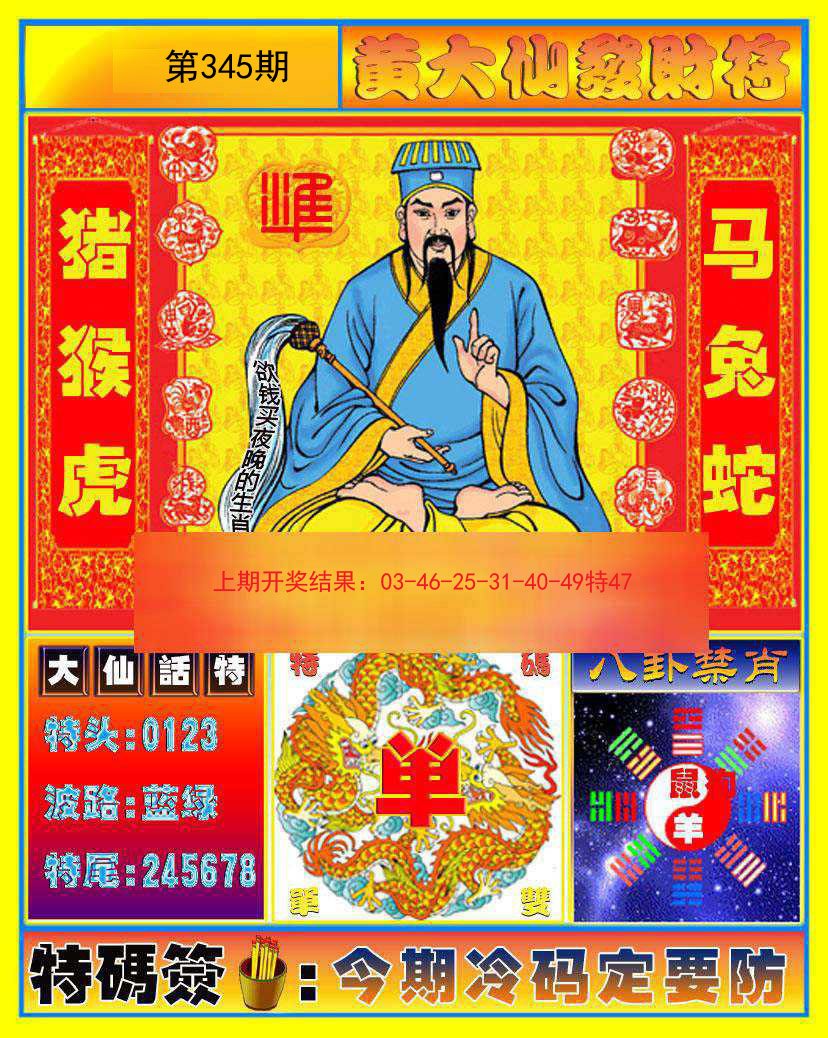 第345期
黄大仙發財符
猪
猴
虎
马
兔
蛇
欲钱买夜晚的生肖
上期开奖结果：03-46-25-31-40-49特47
大仙話特
特头:0123
波路:蓝绿
特尾:245678
特
碼
单
單
雙
八卦禁肖
鼠
羊
特碼簽:今期冷码定要防